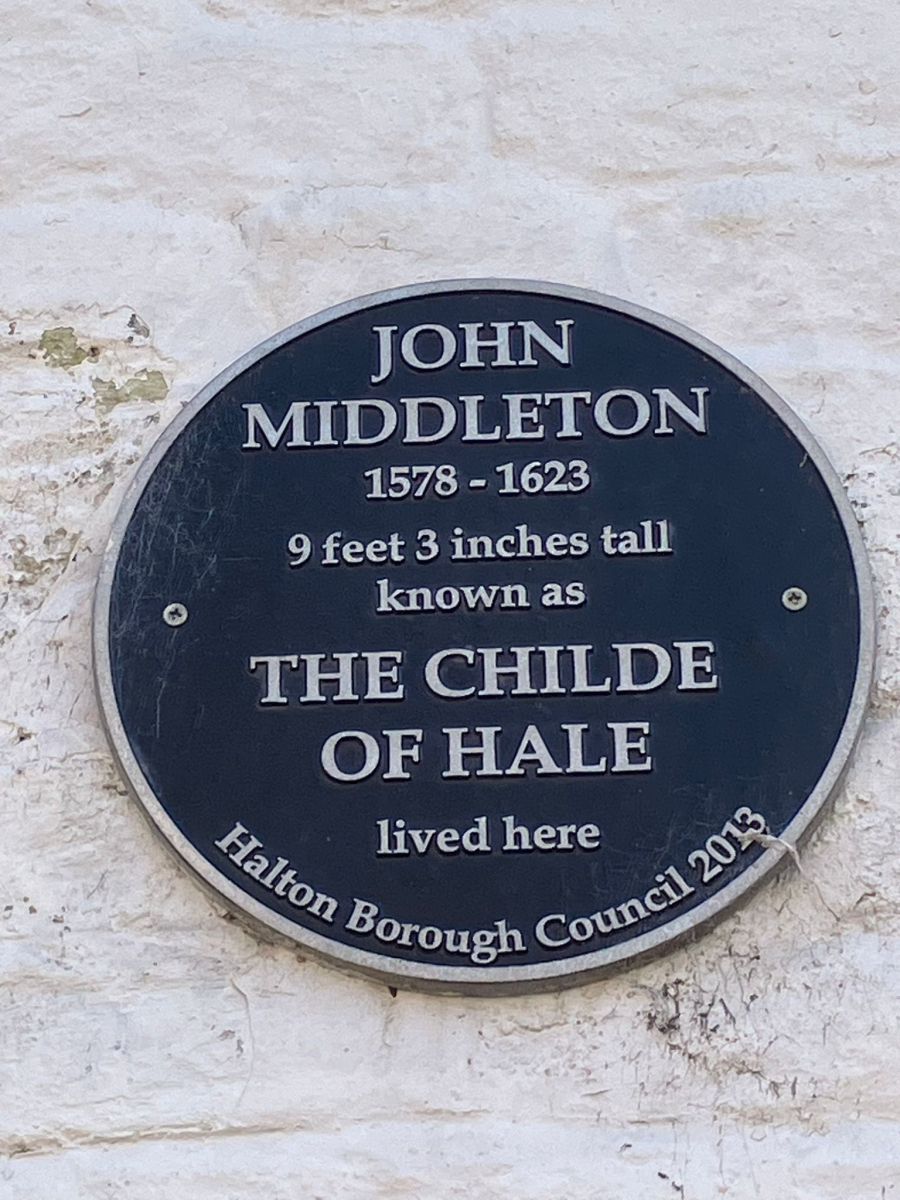 JOHN
MIDDLETON
1578 - 1623
9 feet 3 inches tall
known as
THE CHILDE
OF HALE
lived here
Halton Borough Council 2013